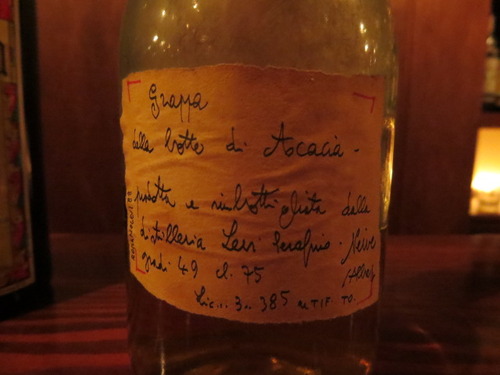 Grappa
della botte di Acacia -
prodotta e imbottigliata dalla
distilleria Levi Serafino - Neive
gradi 49 cl. 75
Lic... 3.. 385 UTIF TO.